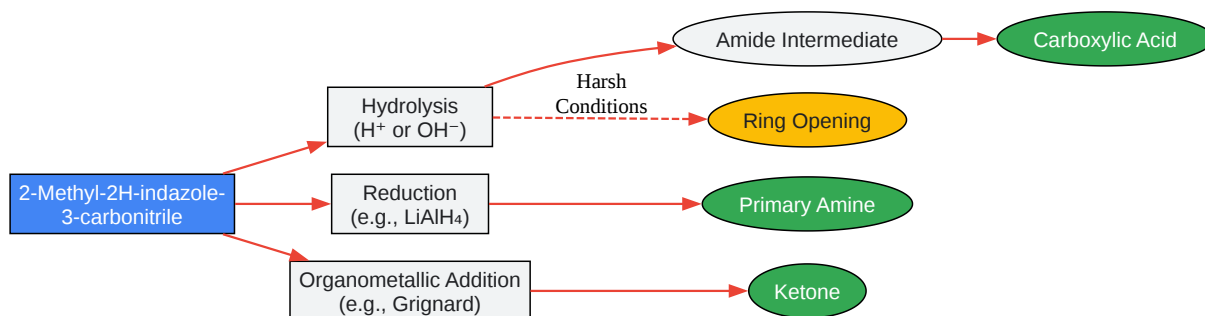 Amide Intermediate
Carboxylic Acid
Harsh
Conditions
Hydrolysis
(H⁺ or OH⁻)
Ring Opening
2-Methyl-2H-indazole-
3-carbonitrile
Reduction
(e.g., LiAlH₄)
Primary Amine
Organometallic Addition
(e.g., Grignard)
Ketone